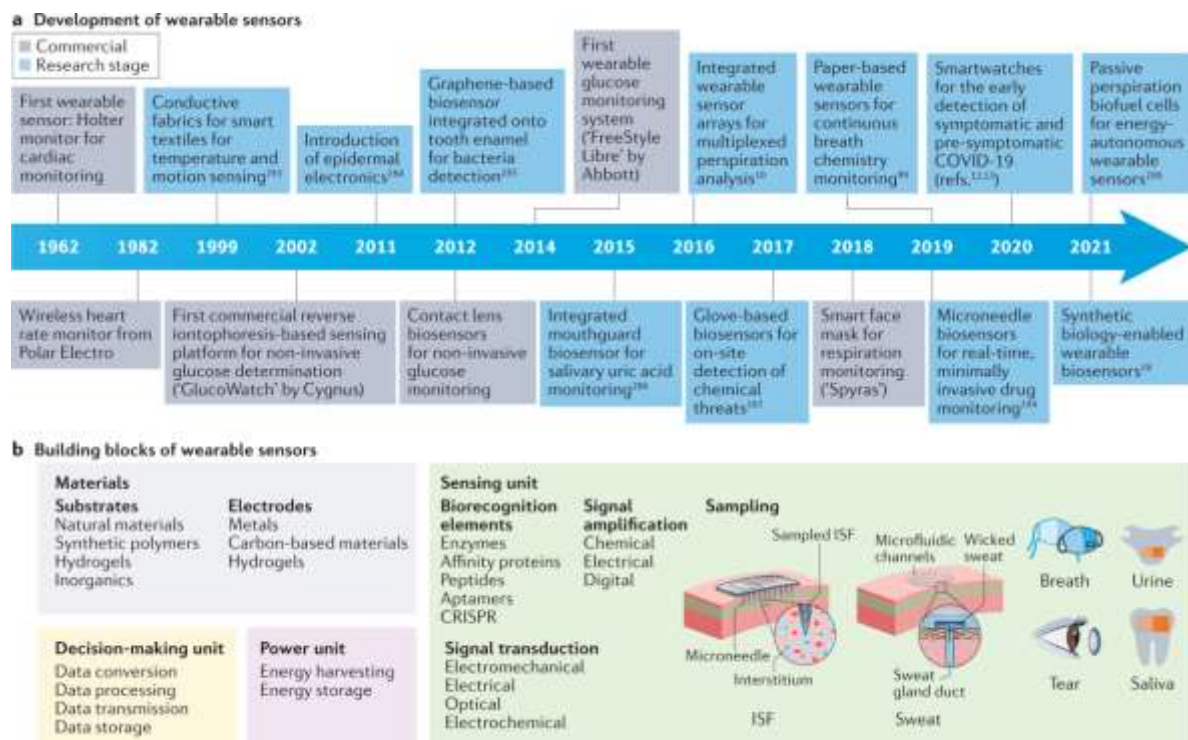 a Development of wearable sensors
Commercial
Research stage
First wearable
sensor: Holter
monitor for
cardiac
monitoring
Conductive
fabrics for smart
textiles for
temperature and
motion sensing
Introduction
of epidermal
electronics
Graphene-based
biosensor
integrated onto
tooth enamel
for bacteria
detection
First
wearable
glucose
monitoring
system
('FreeStyle
Libre' by
Abbott)
Integrated
wearable
sensor
arrays for
multiplexed
perspiration
analysis
Paper-based
wearable
sensors for
continuous
breath
chemistry
monitoring
Smartwatches
for the early
detection of
symptomatic and
pre-symptomatic
COVID-19
(refs.
Passive
perspiration
biofuel cells
for energy-
autonomous
wearable
sensors
1962 1982 1999 2002 2011 2012 2014 2015 2016 2017 2018 2019 2020 2021
Wireless heart
rate monitor from
Polar Electro
First commercial reverse
iontophoresis-based sensing
platform for non-invasive
glucose determination
('GlucoWatch' by Cygnus)
Contact lens
biosensors
for non-invasive
glucose
monitoring
Integrated
mouthguard
biosensor for
salivary uric acid
monitoring
Glove-based
biosensors for
on-site
detection of
chemical
threats
Smart face
mask for
respiration
monitoring
('Spyras')
Microneedle
biosensors
for real-time,
minimally
invasive drug
monitoring
Synthetic
biology-enabled
wearable
biosensors
b Building blocks of wearable sensors
Materials
Substrates
Natural materials
Synthetic polymers
Hydrogels
Inorganics
Electrodes
Metals
Carbon-based materials
Hydrogels
Decision-making unit
Data conversion
Data processing
Data transmission
Data storage
Power unit
Energy harvesting
Energy storage
Sensing unit
Biorecognition
elements
Enzymes
Affinity proteins
Peptides
Aptamers
CRISPR
Signal
amplification
Chemical
Electrical
Digital
Signal transduction
Electromechanical
Electrical
Optical
Electrochemical
Sampling
Sampled ISF
Microneedle
Interstitium
ISF
Microfluidic
channels
Wicked
sweat
Sweat
gland duct
Sweat
Breath
Urine
Tear
Saliva